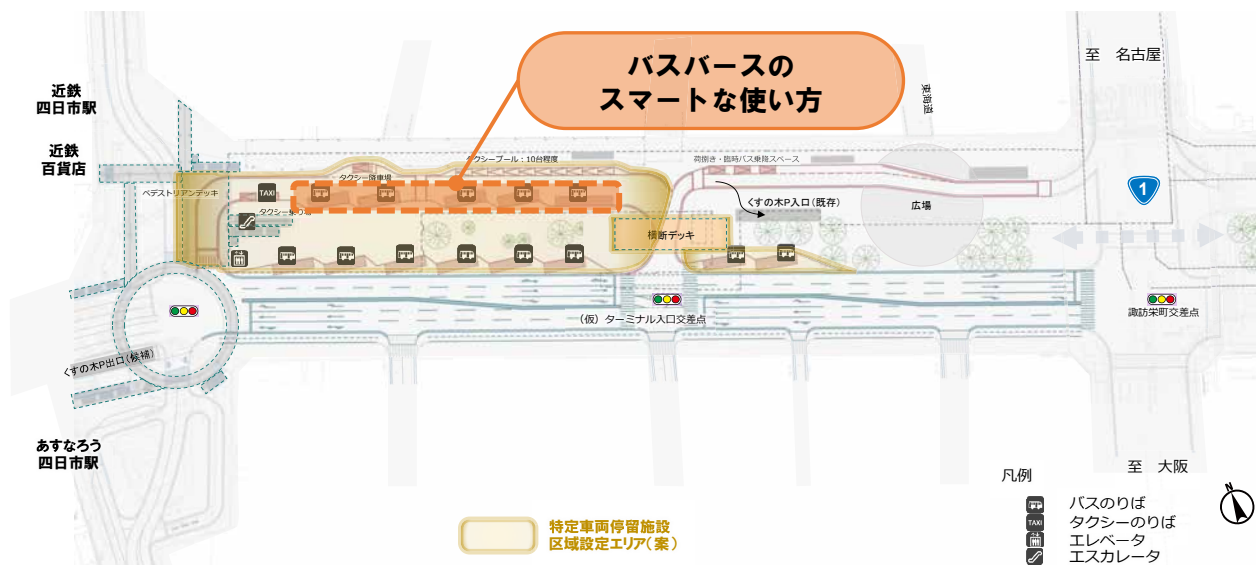 バスバースの
スマートな使い方
至 名古屋
近鉄
四日市駅
東海道
近鉄
百貨店
タクシープール：10台程度
荷捌き・臨時バス乗降スペース
タクシー降車場
ペデストリアンデッキ
TAXI
タクシー乗り場
くすの木P入口(既存)
広場
1
横断デッキ
(仮) ターミナル入口交差点
諏訪栄町交差点
くすの木P出口(候補)
あすなろう
四日市駅
至 大阪
凡例
N
バスのりば
TAXI タクシーのりば
エレベータ
エスカレータ
特定車両停留施設
区域設定エリア(案)